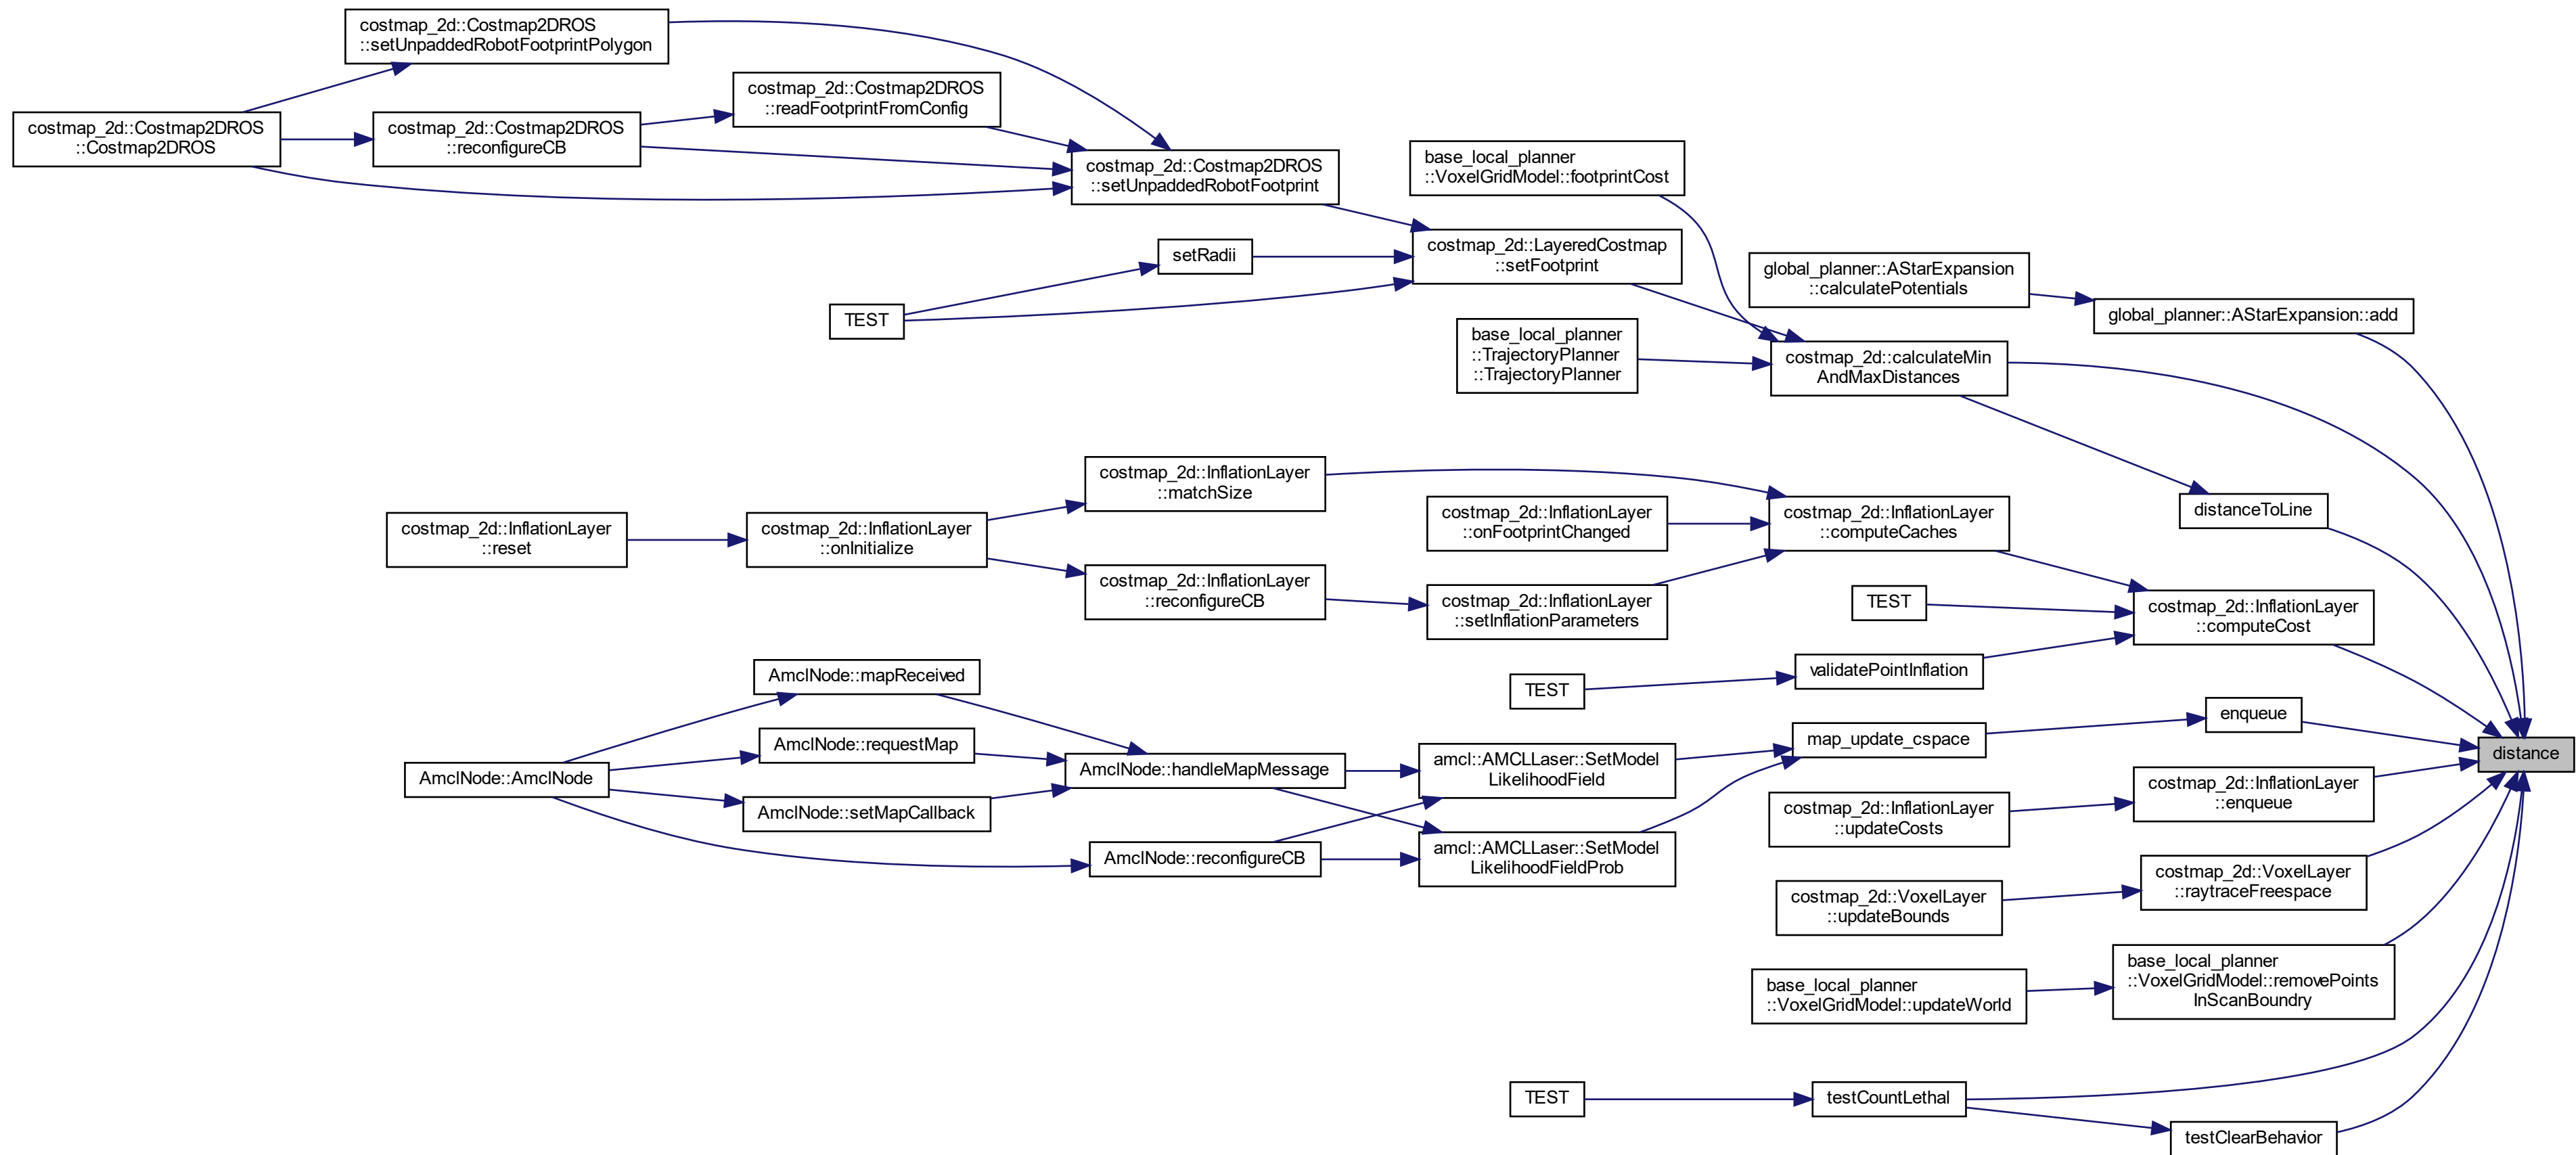 costmap_2d::Costmap2DROS
::setUnpaddedRobotFootprintPolygon
costmap_2d::Costmap2DROS
::readFootprintFromConfig
costmap_2d::Costmap2DROS
::Costmap2DROS
costmap_2d::Costmap2DROS
::reconfigureCB
costmap_2d::Costmap2DROS
::setUnpaddedRobotFootprint
base_local_planner
::VoxelGridModel::footprintCost
setRadii
costmap_2d::LayeredCostmap
::setFootprint
global_planner::AStarExpansion
::calculatePotentials
global_planner::AStarExpansion::add
TEST
base_local_planner
::TrajectoryPlanner
::TrajectoryPlanner
costmap_2d::calculateMin
AndMaxDistances
costmap_2d::InflationLayer
::matchSize
distanceToLine
costmap_2d::InflationLayer
::reset
costmap_2d::InflationLayer
::onInitialize
costmap_2d::InflationLayer
::onFootprintChanged
costmap_2d::InflationLayer
::computeCaches
costmap_2d::InflationLayer
::reconfigureCB
costmap_2d::InflationLayer
::setInflationParameters
TEST
costmap_2d::InflationLayer
::computeCost
AmclNode::mapReceived
TEST
validatePointInflation
enqueue
AmclNode::requestMap
map_update_cspace
distance
AmclNode::AmclNode
AmclNode::handleMapMessage
amcl::AMCLLaser::SetModel
LikelihoodField
costmap_2d::InflationLayer
::enqueue
AmclNode::setMapCallback
costmap_2d::InflationLayer
::updateCosts
AmclNode::reconfigureCB
amcl::AMCLLaser::SetModel
LikelihoodFieldProb
costmap_2d::VoxelLayer
::raytraceFreespace
costmap_2d::VoxelLayer
::updateBounds
base_local_planner
::VoxelGridModel::removePoints
InScanBoundry
base_local_planner
::VoxelGridModel::updateWorld
TEST
testCountLethal
testClearBehavior